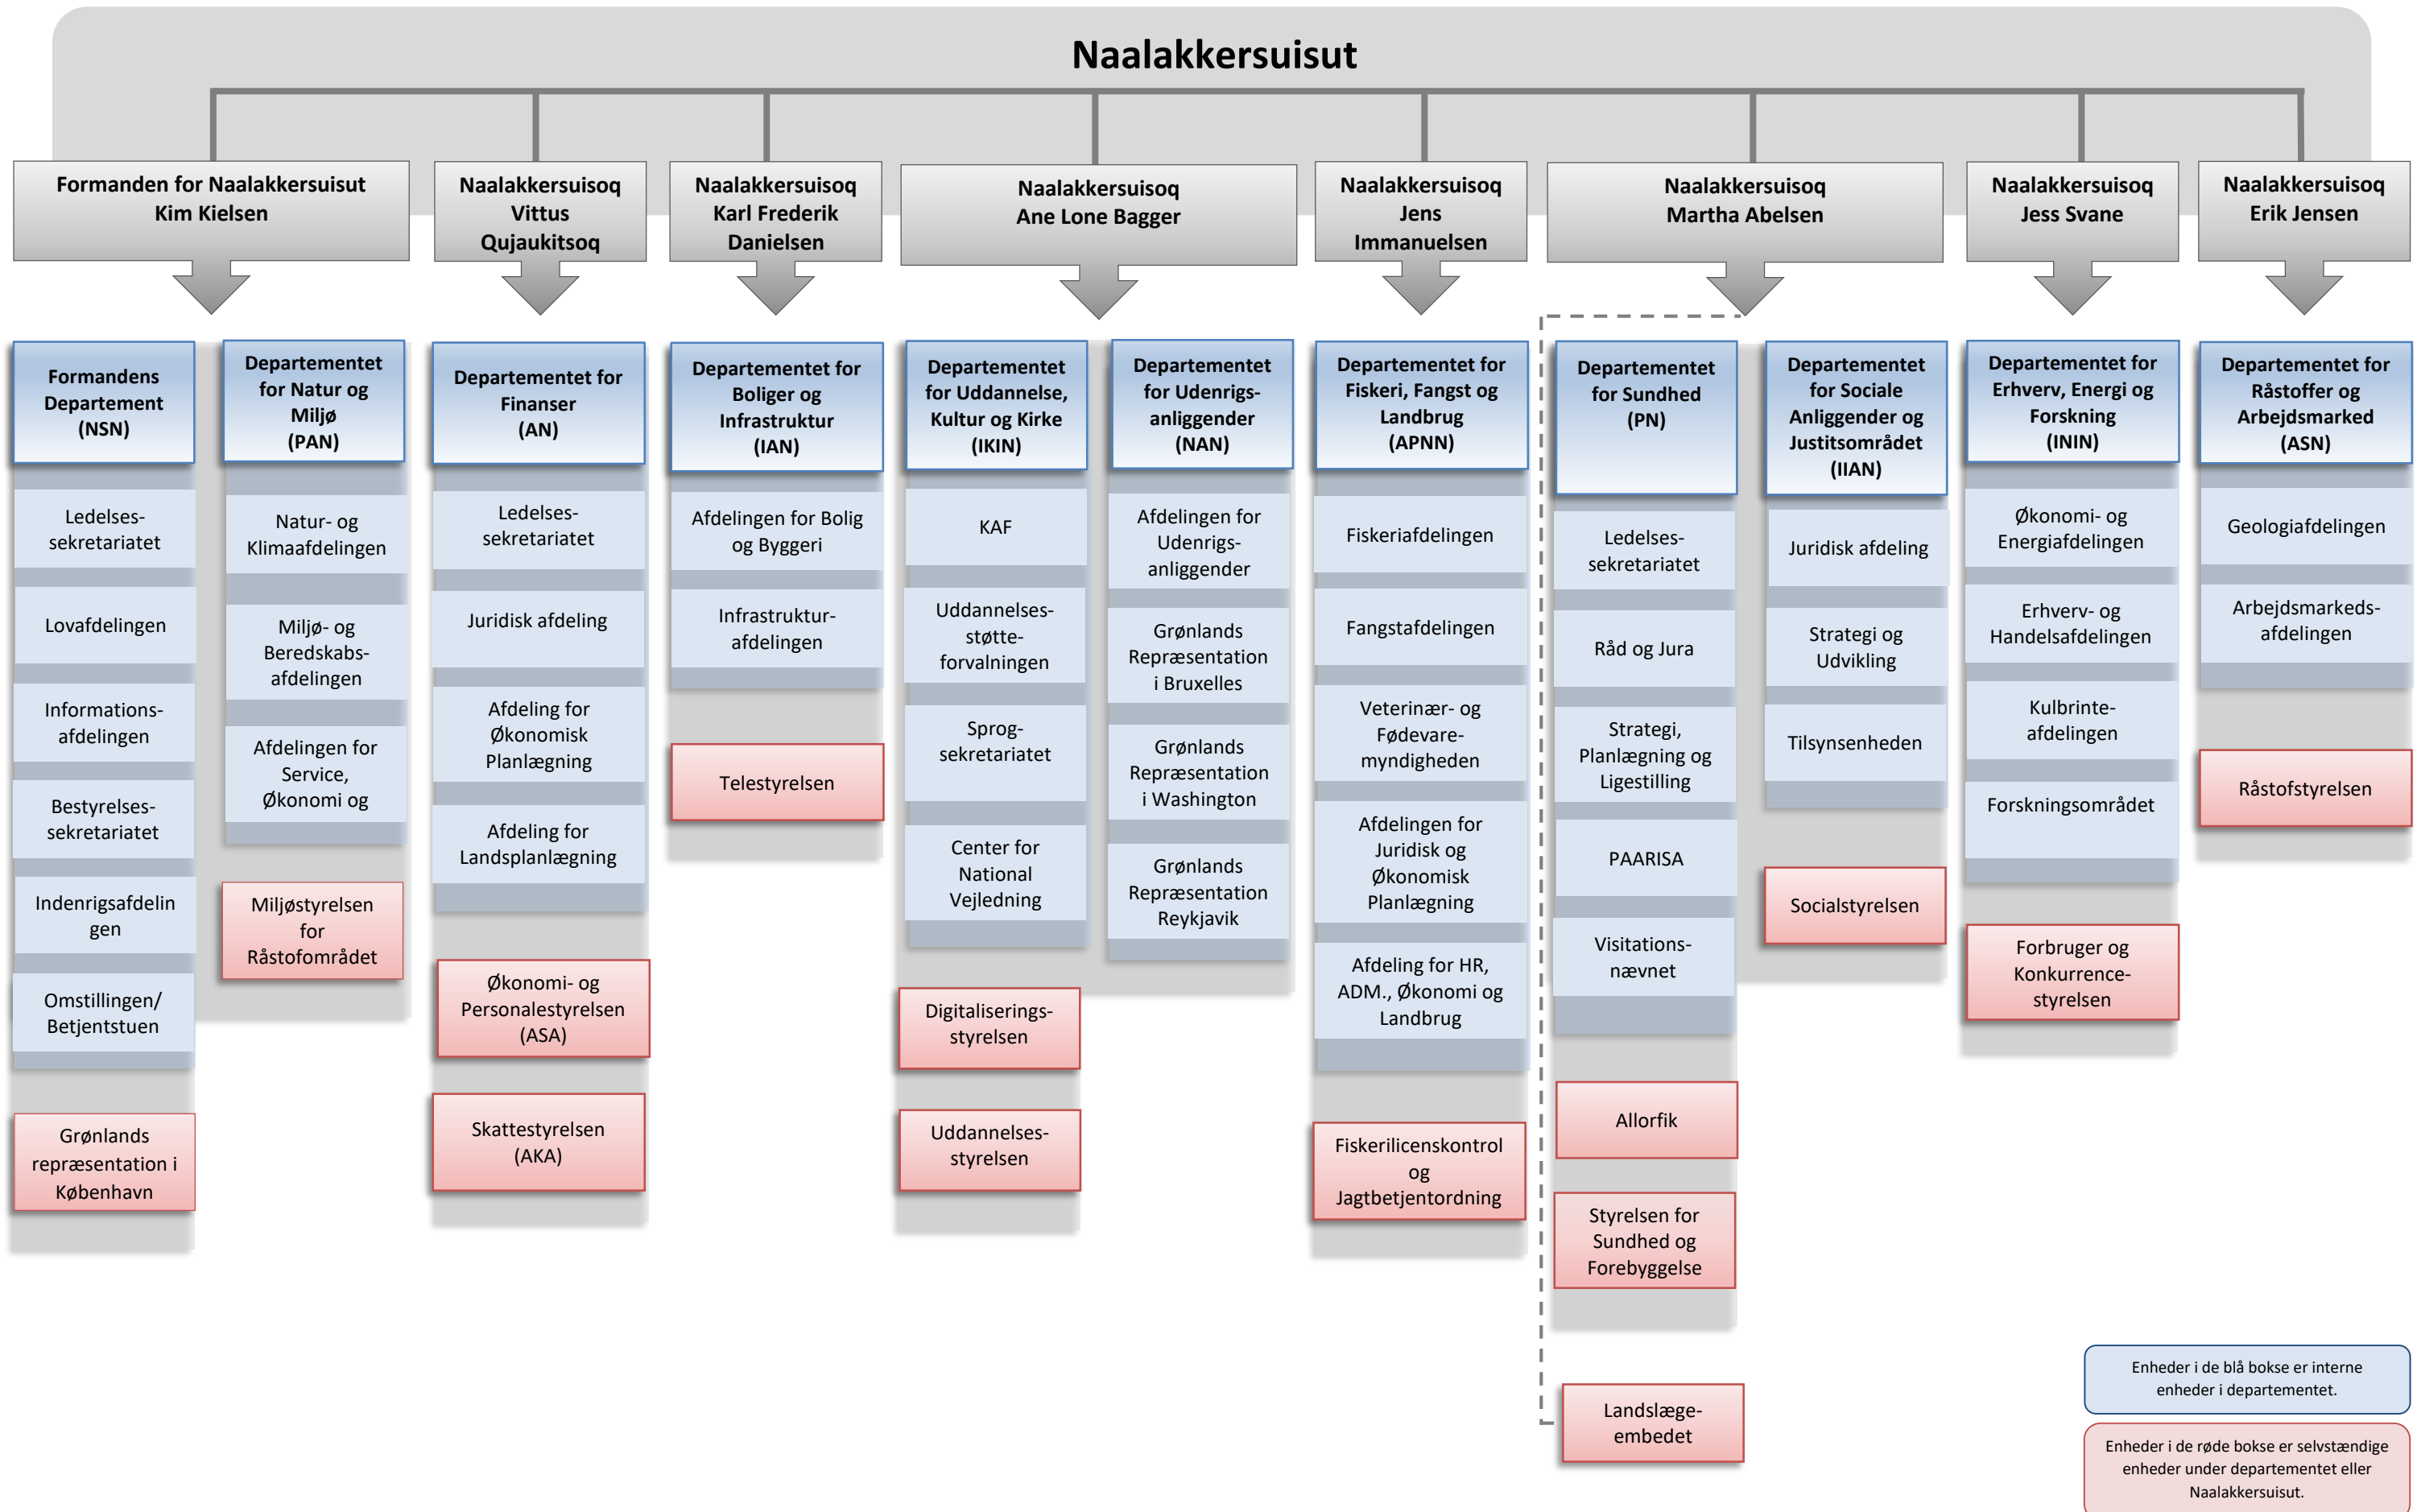 Naalakkersuisut
Formanden for Naalakkersuisut
Kim Kielsen
Naalakkersuisoq
Vittus
Qujaukitsoq
Naalakkersuisoq
Karl Frederik
Danielsen
Naalakkersuisoq
Ane Lone Bagger
Naalakkersuisoq
Jens
Immanuelsen
Naalakkersuisoq
Martha Abelsen
Naalakkersuisoq
Jess Svane
Naalakkersuisoq
Erik Jensen
Formandens
Departement
(NSN)
Ledelses-
sekretariatet
Lovafdelingen
Informations-
afdelingen
Bestyrelses-
sekretariatet
Indenrigsafdelin
gen
Omstillingen/
Betjentstuen
Grønlands
repræsentation i
København
Departementet
for Natur og
Miljø
(PAN)
Natur- og
Klimaafdelingen
Miljø- og
Beredskabs-
afdelingen
Afdelingen for
Service,
Økonomi og
Miljøstyrelsen
for
Råstofområdet
Departementet for
Finanser
(AN)
Ledelses-
sekretariatet
Juridisk afdeling
Afdeling for
Økonomisk
Planlægning
Afdeling for
Landsplanlægning
Økonomi- og
Personalestyrelsen
(ASA)
Skattestyrelsen
(AKA)
Departementet for
Boliger og
Infrastruktur
(IAN)
Afdelingen for Bolig
og Byggeri
Infrastruktur-
afdelingen
Telestyrelsen
Departementet
for Uddannelse,
Kultur og Kirke
(IKIN)
KAF
Uddannelses-
støtte-
forvalningen
Sprog-
sekretariatet
Center for
National
Vejledning
Digitaliserings-
styrelsen
Uddannelses-
styrelsen
Departementet
for Udenrigs-
anliggender
(NAN)
Afdelingen for
Udenrigs-
anliggender
Grønlands
Repræsentation
i Bruxelles
Grønlands
Repræsentation
i Washington
Grønlands
Repræsentation
Reykjavik
Departementet for
Fiskeri, Fangst og
Landbrug
(APNN)
Fiskeriafdelingen
Fangstafdelingen
Veterinær- og
Fødevare-
myndigheden
Afdelingen for
Juridisk og
Økonomisk
Planlægning
Afdeling for HR,
ADM., Økonomi og
Landbrug
Fiskerilicenskontrol
og
Jagtbetjentordning
Departementet
for Sundhed
(PN)
Ledelses-
sekretariatet
Råd og Jura
Strategi,
Planlægning og
Ligestilling
PAARISA
Visitations-
nævnet
Allorfik
Styrelsen for
Sundhed og
Forebyggelse
Landslæge-
embedet
Departementet
for Sociale
Anliggender og
Justitsområdet
(IIAN)
Juridisk afdeling
Strategi og
Udvikling
Tilsynsenheden
Socialstyrelsen
Departementet for
Erhverv, Energi og
Forskning
(ININ)
Økonomi- og
Energiafdelingen
Erhverv- og
Handelsafdelingen
Kulbrinte-
afdelingen
Forskningsområdet
Forbruger og
Konkurrence-
styrelsen
Departementet for
Råstoffer og
Arbejdsmarked
(ASN)
Geologiafdelingen
Arbejdsmarkeds-
afdelingen
Råstofstyrelsen
Enheder i de blå bokse er interne
enheder i departementet.
Enheder i de røde bokse er selvstændige
enheder under departementet eller
Naalakkersuisut.